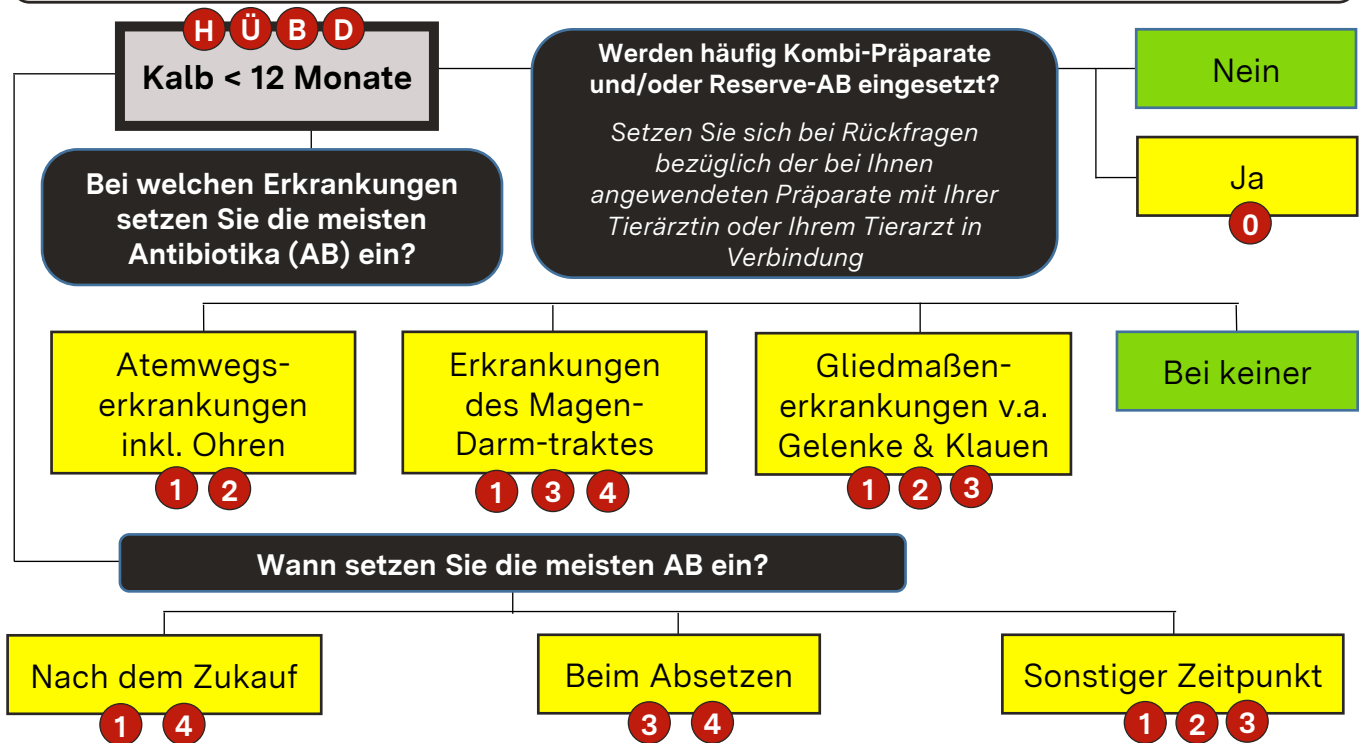 H Ü B D
Kalb < 12 Monate
Werden häufig Kombi-Präparate
und/oder Reserve-AB eingesetzt?
Setzen Sie sich bei Rückfragen
bezüglich der bei Ihnen
angewendeten Präparate mit Ihrer
Tierärztin oder Ihrem Tierarzt in
Verbindung
Nein
Ja
0
Bei welchen Erkrankungen
setzen Sie die meisten
Antibiotika (AB) ein?
Atemwegs-
erkrankungen
inkl. Ohren
1 2
Erkrankungen
des Magen-
Darm-traktes
1 3 4
Gliedmaßen-
erkrankungen v.a.
Gelenke & Klauen
1 2 3
Bei keiner
Wann setzen Sie die meisten AB ein?
Nach dem Zukauf
1 4
Beim Absetzen
3 4
Sonstiger Zeitpunkt
1 2 3